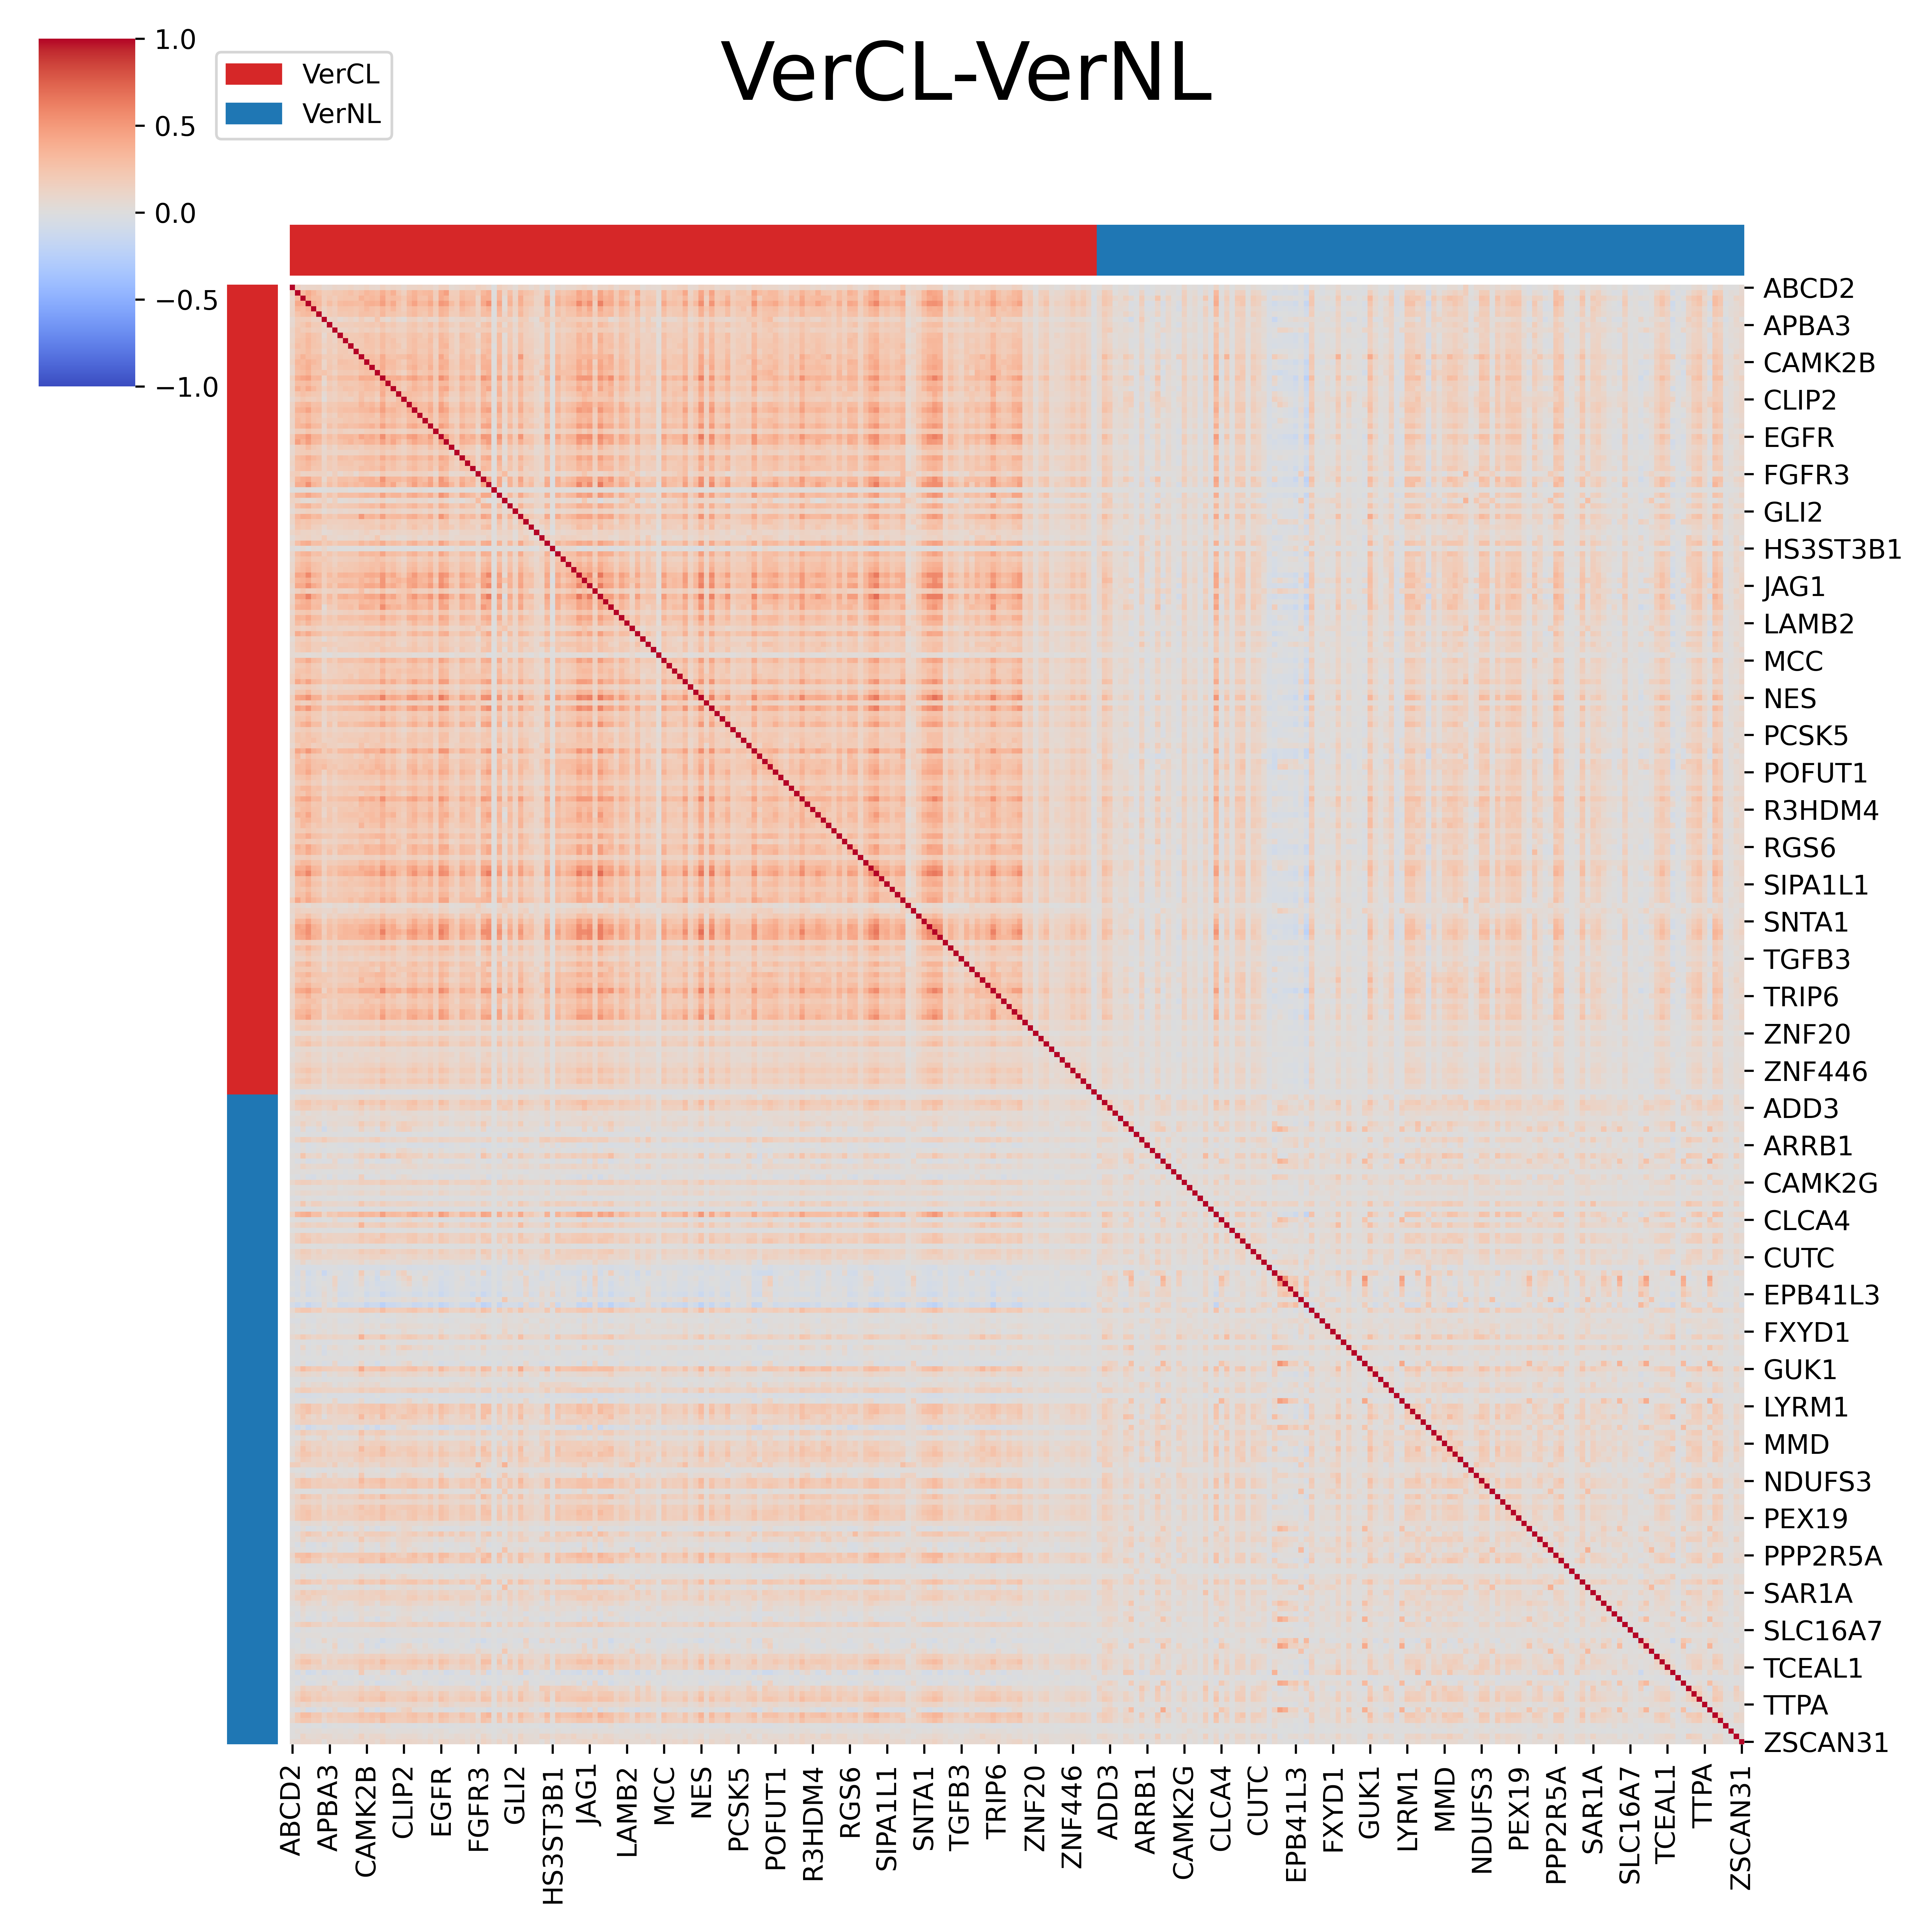 VerCL-VerNL
1.0
0.5
0.0
−0.5
−1.0
VerCL
VerNL
ABCD2
APBA3
CAMK2B
CLIP2
EGFR
FGFR3
GLI2
HS3ST3B1
JAG1
LAMB2
MCC
NES
PCSK5
POFUT1
R3HDM4
RGS6
SIPA1L1
SNTA1
TGFB3
TRIP6
ZNF20
ZNF446
ADD3
ARRB1
CAMK2G
CLCA4
CUTC
EPB41L3
FXYD1
GUK1
LYRM1
MMD
NDUFS3
PEX19
PPP2R5A
SAR1A
SLC16A7
TCEAL1
TTPA
ZSCAN31
ABCD2
APBA3
CAMK2B
CLIP2
EGFR
FGFR3
GLI2
HS3ST3B1
JAG1
LAMB2
MCC
NES
PCSK5
POFUT1
R3HDM4
RGS6
SIPA1L1
SNTA1
TGFB3
TRIP6
ZNF20
ZNF446
ADD3
ARRB1
CAMK2G
CLCA4
CUTC
EPB41L3
FXYD1
GUK1
LYRM1
MMD
NDUFS3
PEX19
PPP2R5A
SAR1A
SLC16A7
TCEAL1
TTPA
ZSCAN31